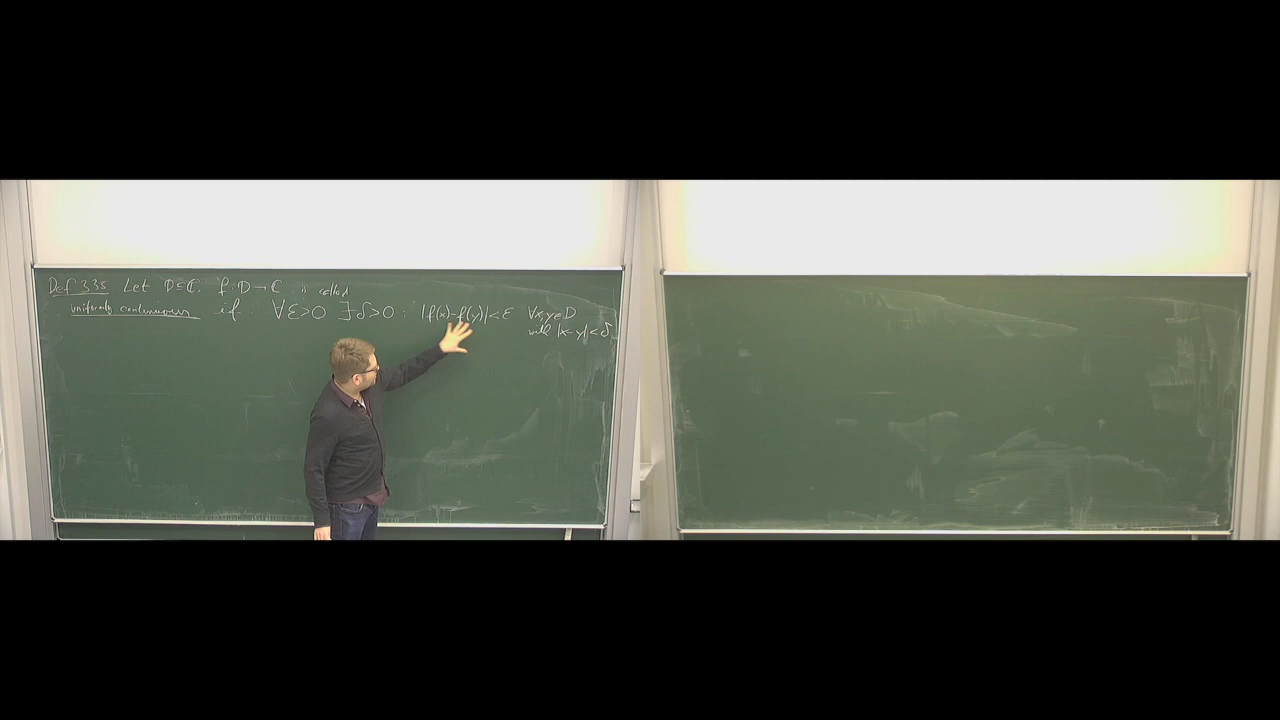 Def 3.35 Let D⊆ℂ. f:D→ℂ is called
uniformly continuous if: ∀ε>0 ∃δ>0: |f(x)-f(y)|<ε ∀x,y∈D
with |x-y|<δ